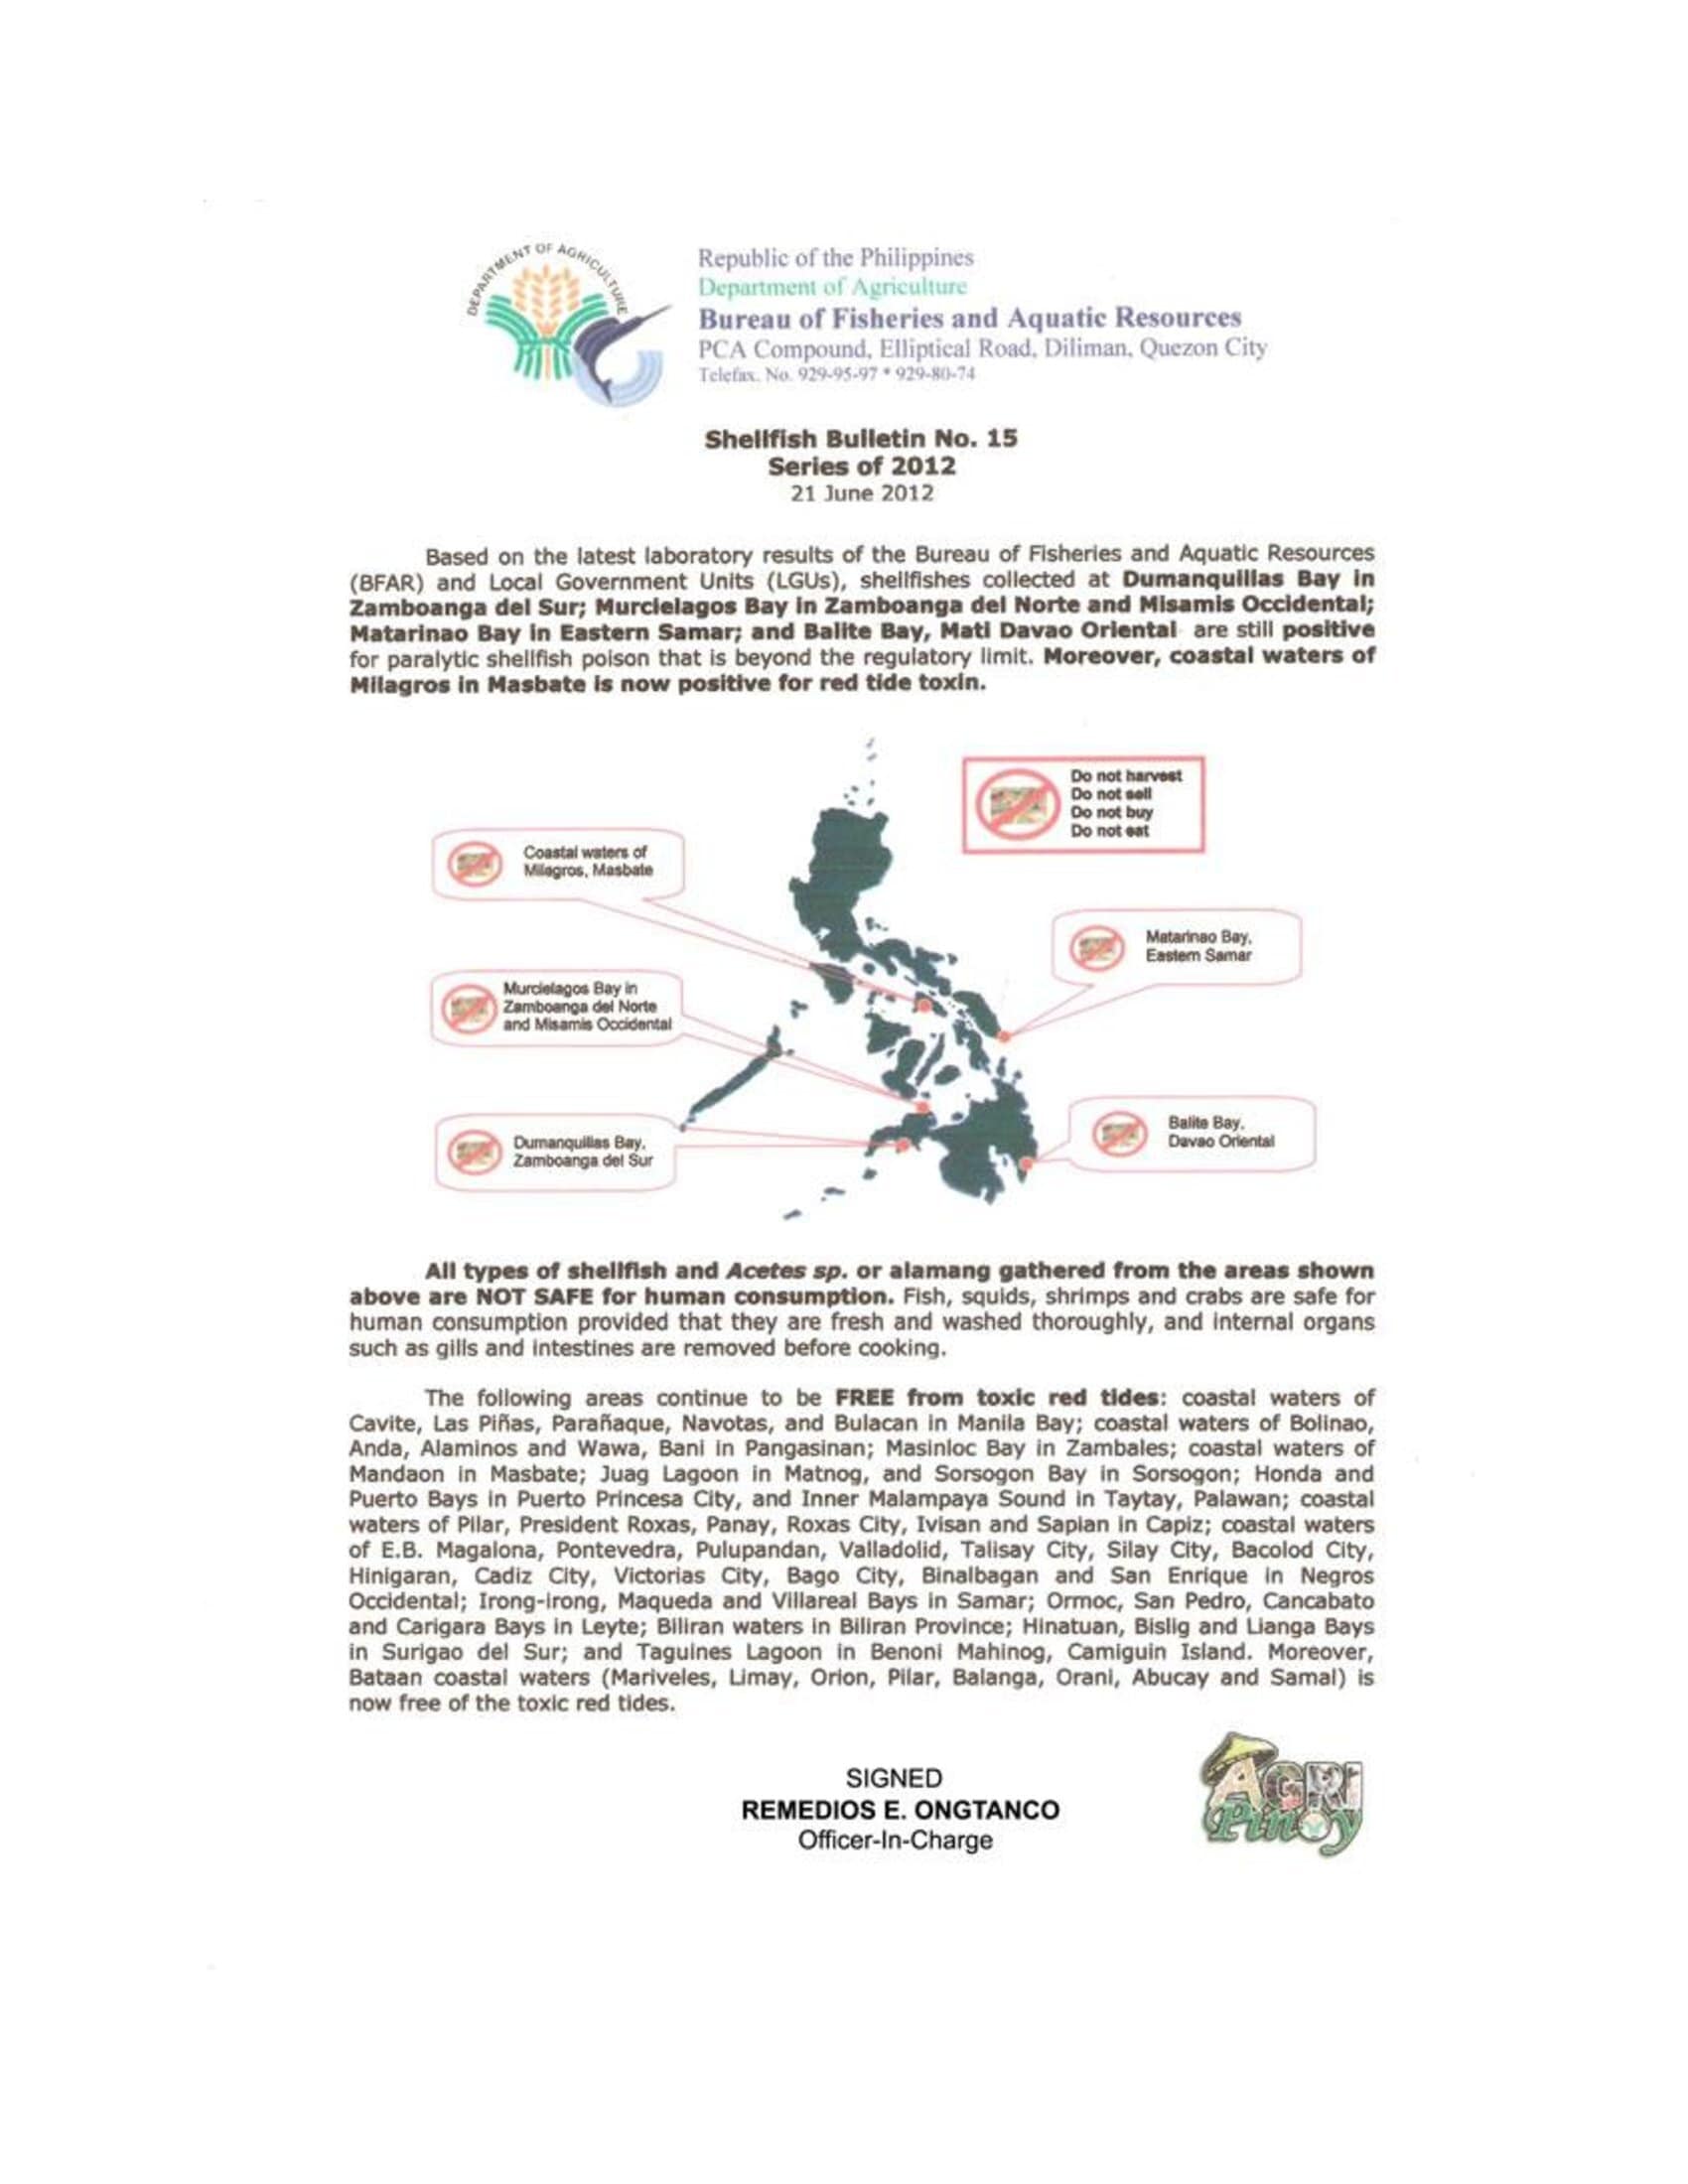 DEPARTMENT OF AGRICULTURE
Republic of the Philippines
Department of Agriculture
Bureau of Fisheries and Aquatic Resources
PCA Compound, Elliptical Road, Diliman, Quezon City
Telefax. No. 929-95-97 * 929-80-74
Shellfish Bulletin No. 15
Series of 2012
21 June 2012
Based on the latest laboratory results of the Bureau of Fisheries and Aquatic Resources
(BFAR) and Local Government Units (LGUs), shellfishes collected at Dumanquillas Bay in
Zamboanga del Sur; Murcielagos Bay in Zamboanga del Norte and Misamis Occidental;
Matarinao Bay in Eastern Samar; and Balite Bay, Mati Davao Oriental are still positive
for paralytic shellfish poison that is beyond the regulatory limit. Moreover, coastal waters of
Milagros in Masbate is now positive for red tide toxin.
Do not harvest
Do not sell
Do not buy
Do not eat
Coastal waters of
Milagros, Masbate
Matarinao Bay,
Eastern Samar
Murcielagos Bay in
Zamboanga del Norte
and Misamis Occidental
Balite Bay,
Davao Oriental
Dumanquillas Bay,
Zamboanga del Sur
All types of shellfish and Acetes sp. or alamang gathered from the areas shown
above are NOT SAFE for human consumption. Fish, squids, shrimps and crabs are safe for
human consumption provided that they are fresh and washed thoroughly, and internal organs
such as gills and intestines are removed before cooking.
The following areas continue to be FREE from toxic red tides: coastal waters of
Cavite, Las Piñas, Parañaque, Navotas, and Bulacan in Manila Bay; coastal waters of Bolinao,
Anda, Alaminos and Wawa, Bani in Pangasinan; Masinloc Bay in Zambales; coastal waters of
Mandaon in Masbate; Juag Lagoon in Matnog, and Sorsogon Bay in Sorsogon; Honda and
Puerto Bays in Puerto Princesa City, and Inner Malampaya Sound in Taytay, Palawan; coastal
waters of Pilar, President Roxas, Panay, Roxas City, Ivisan and Sapian in Capiz; coastal waters
of E.B. Magalona, Pontevedra, Pulupandan, Valladolid, Talisay City, Silay City, Bacolod City,
Hinigaran, Cadiz City, Victorias City, Bago City, Binalbagan and San Enrique in Negros
Occidental; Irong-irong, Maqueda and Villareal Bays in Samar; Ormoc, San Pedro, Cancabato
and Carigara Bays in Leyte; Biliran waters in Biliran Province; Hinatuan, Bislig and Lianga Bays
in Surigao del Sur; and Taguines Lagoon in Benoni Mahinog, Camiguin Island. Moreover,
Bataan coastal waters (Mariveles, Limay, Orion, Pilar, Balanga, Orani, Abucay and Samal) is
now free of the toxic red tides.
SIGNED
REMEDIOS E. ONGTANCO
Officer-In-Charge
AGRI
Pinoy